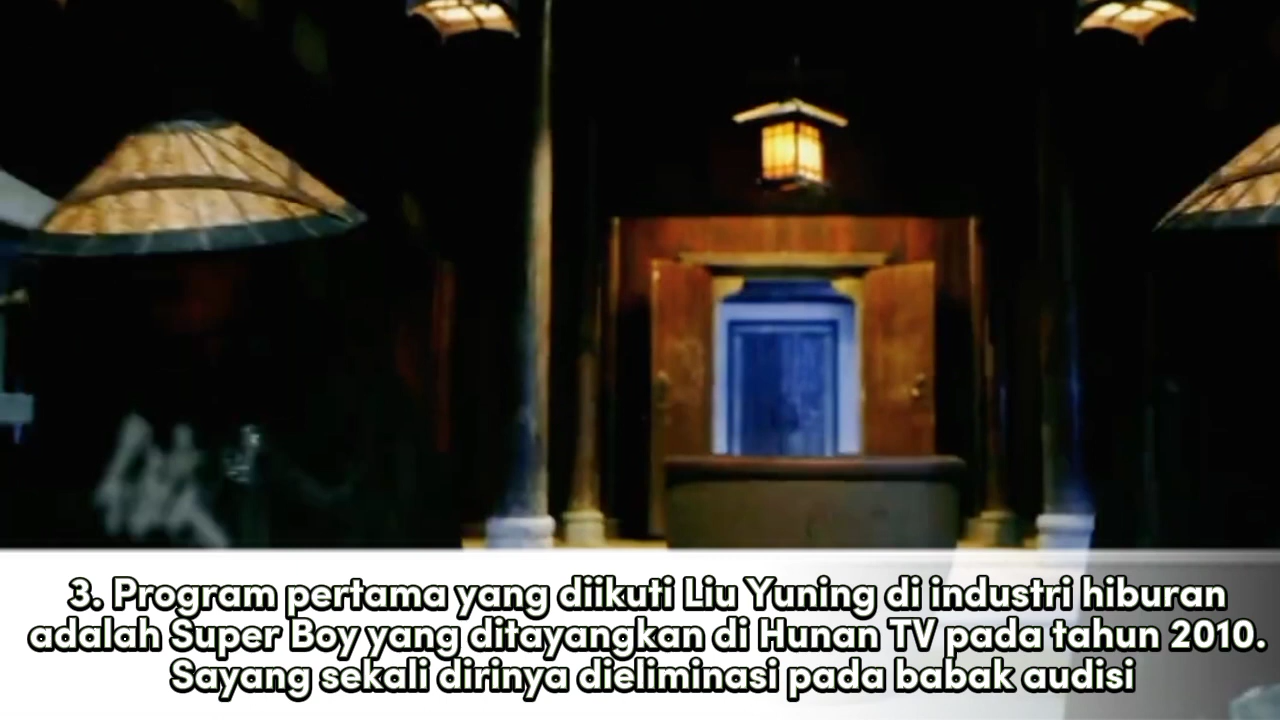 3. Program pertama yang diikuti Liu Yuning di industri hiburan
adalah Super Boy yang ditayangkan di Hunan TV pada tahun 2010.
Sayang sekali dirinya dieliminasi pada babak audisi